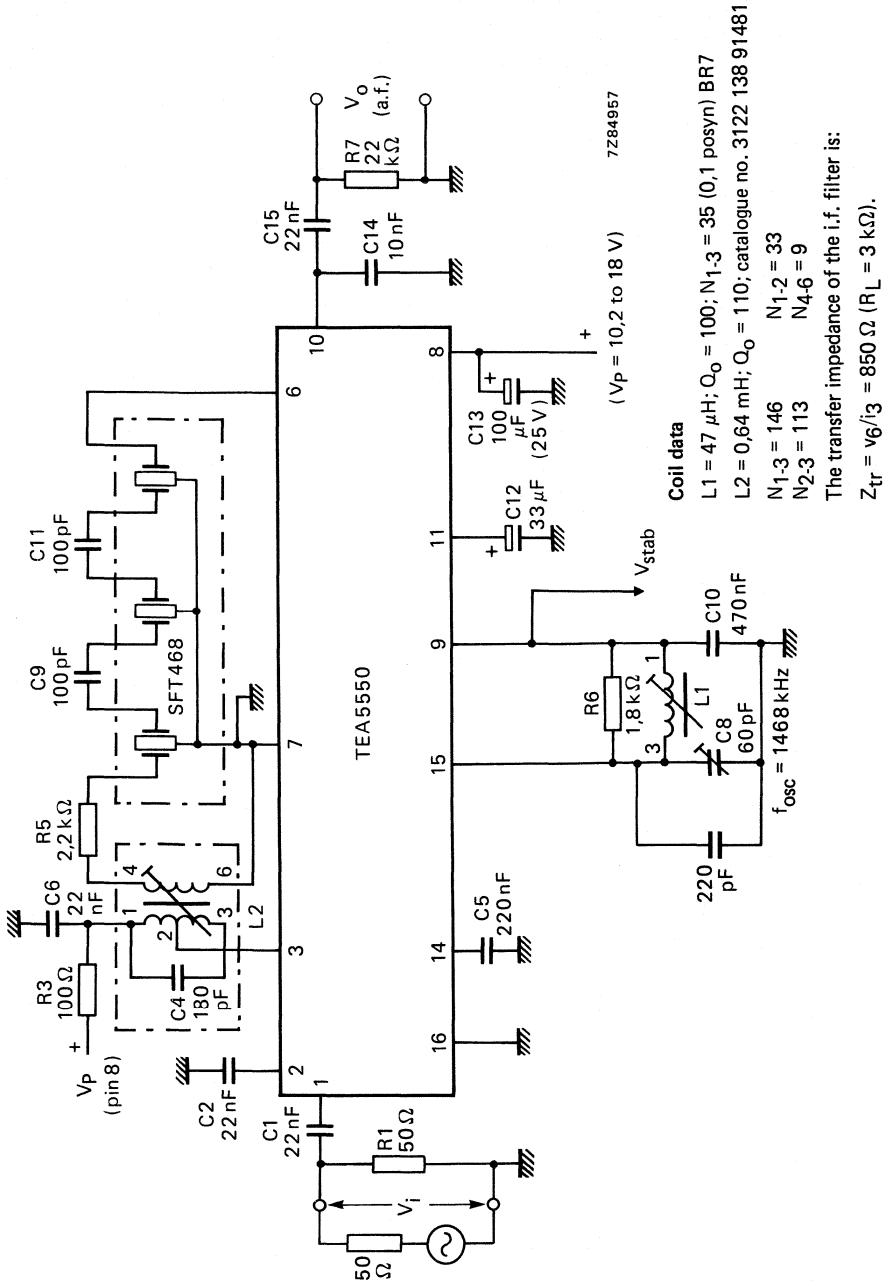 VP
(pin 8)
+
R3
100 Ω
C6
22
nF
C4
180
pF
1
2
3
4
6
L2
R5
2,2 kΩ
C9
100 pF
C11
100 pF
SFT468
C2
22 nF
C1
22 nF
50
Ω
Vi
R1
50 Ω
1
2
3
7
6
10
16
14
15
9
11
8
TEA5550
C15
22 nF
C14
10 nF
R7
22
kΩ
Vo
(a.f.)
C5
220 nF
220
pF
R6
1,8 kΩ
3
1
L1
C8
60 pF
C10
470 nF
fosc = 1468 kHz
Vstab
+
C12
33 μF
+
C13
100
μF
(25 V)
+
(VP = 10,2 to 18 V)
7Z84957
Coil data
L1 = 47 μH; Qo = 100; N1-3 = 35 (0,1 posyn) BR7
L2 = 0,64 mH; Qo = 110; catalogue no. 3122 138 91481
N1-3 = 146 N1-2 = 33
N2-3 = 113 N4-6 = 9
The transfer impedance of the i.f. filter is:
Ztr = v6/i3 = 850 Ω (RL = 3 kΩ).